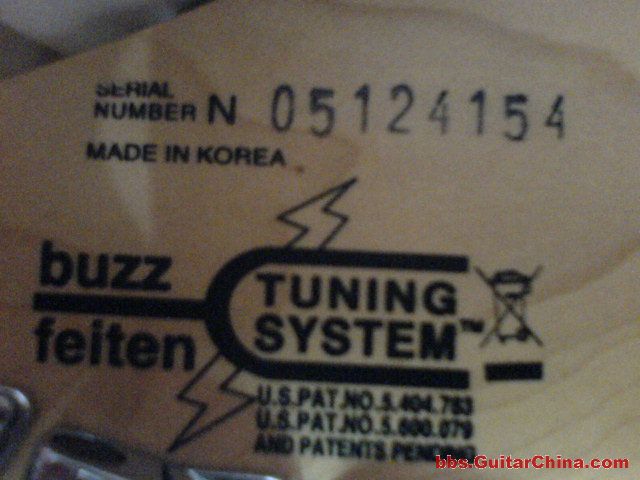 SERIAL
NUMBER N 05124154
MADE IN KOREA
buzz
feiten
TUNING
SYSTEM™
U.S.PAT.NO.5.404.783
U.S.PAT.NO.5.600.079
AND PATENTS PENDING
bbs.GuitarChina.com